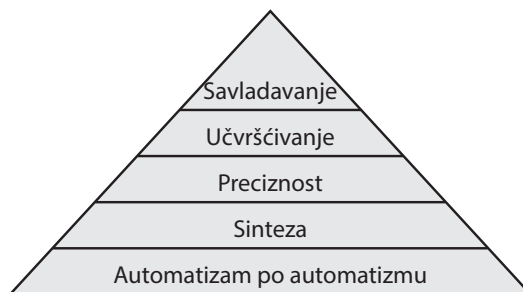 Savladavanje
Učvršćivanje
Preciznost
Sinteza
Automatizam po automatizmu